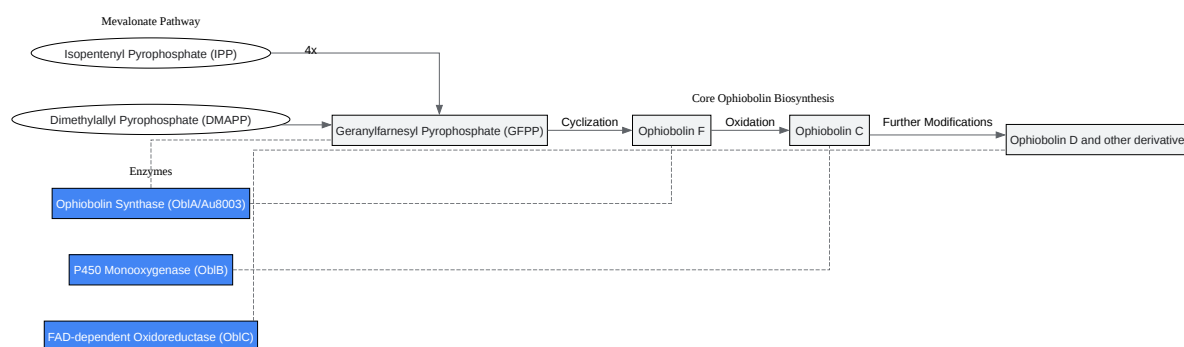 Mevalonate Pathway
Isopentenyl Pyrophosphate (IPP)
4x
Core Ophiobolin Biosynthesis
Dimethylallyl Pyrophosphate (DMAPP)
Geranylfarnesyl Pyrophosphate (GFPP)
Cyclization
Ophiobolin F
Oxidation
Ophiobolin C
Further Modifications
Ophiobolin D and other derivative
Enzymes
Ophiobolin Synthase (OblA/Au8003)
P450 Monooxygenase (OblB)
FAD-dependent Oxidoreductase (OblC)